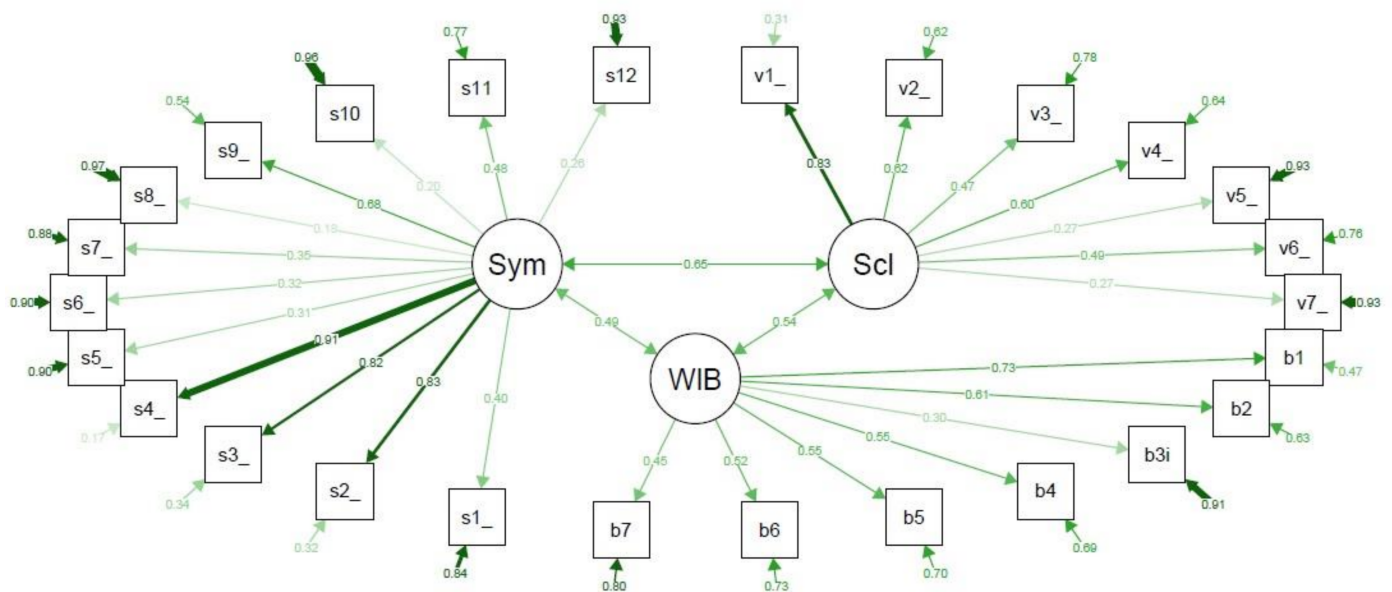 0.93
0.31
0.77
0.62
0.96
0.78
s12
v1_
s11
v2_
0.54
s10
v3_
0.64
s9_
v4_
0.97
s8_
0.20
0.48
0.26
0.83
0.62
0.47
0.60
0.93
v5_
0.88
s7_
0.68
0.18
0.35
0.27
0.49
v6_
0.76
0.90
s6_
0.32
0.31
Sym
0.65
Scl
0.27
v7_
0.93
0.90
s5_
0.91
0.82
0.83
0.40
0.49
0.54
WIB
0.73
0.61
0.30
b1
0.47
s4_
0.17
b2
0.63
s3_
0.34
0.45
0.52
0.55
0.55
b3i
0.91
s2_
0.32
b4
0.69
s1_
0.84
b7
0.80
b6
0.73
b5
0.70